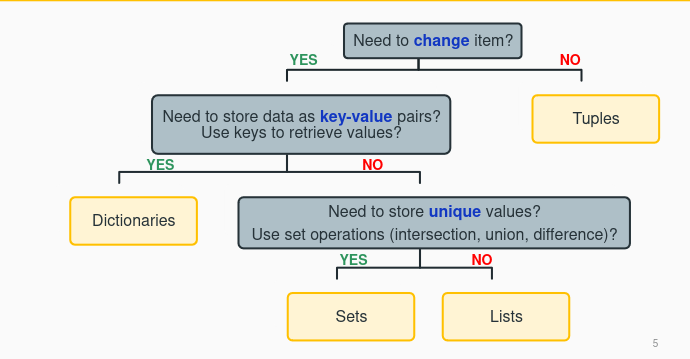 Need to change item?
YES
NO
Need to store data as key-value pairs?
Use keys to retrieve values?
Tuples
YES
NO
Dictionaries
Need to store unique values?
Use set operations (intersection, union, difference)?
YES
NO
Sets
Lists
5